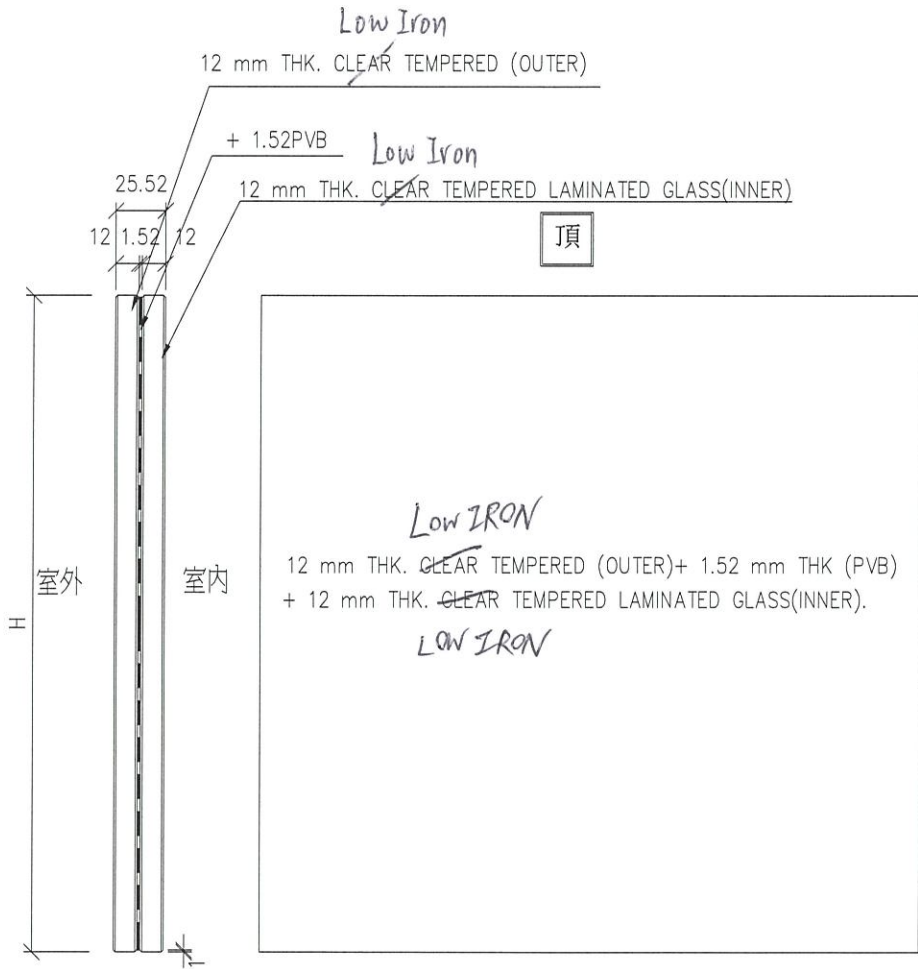 Low Iron
12 mm THK. CLEAR TEMPERED (OUTER)
+ 1.52PVB
Low Iron
25.52
12 mm THK. CLEAR TEMPERED LAMINATED GLASS(INNER)
12 1.52 12
頂
Low IRON
12 mm THK. CLEAR TEMPERED (OUTER)+ 1.52 mm THK (PVB)
室外
室內
+ 12 mm THK. CLEAR TEMPERED LAMINATED GLASS(INNER).
H
LOW IRON
1